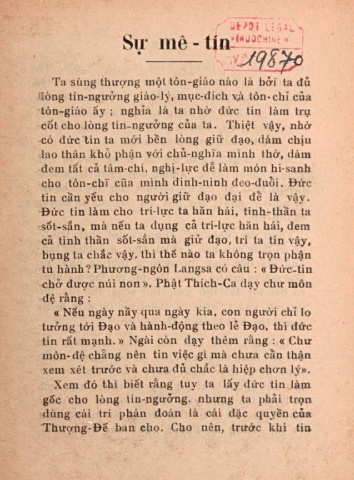 DEPOT LEGAL
INDOCHINE
Nº 19870
Sự mê-tín
Ta sùng thượng một tôn-giáo nào là bởi ta đủ
lòng tín-ngưởng giáo-lý, mục-đích và tôn-chỉ của
tôn-giáo ấy ; nghĩa là ta nhờ đức tin làm trụ
cốt cho lòng tín-ngưởng của ta. Thiệt vậy, nhờ
có đức tin ta mới bền lòng giữ đạo, dám chịu
lao thân khổ phận với chủ-nghĩa mình thờ, dám
đem tất cả tâm-chí, nghị-lực để làm món hi-sanh
cho tôn-chỉ của mình đinh-ninh đeo-đuổi. Đức
tin cần yếu cho người giữ đạo đại để là vậy.
Đức tin làm cho trí-lực ta hăn hái, tinh-thần ta
sốt-sắn, mà nếu ta dụng cả trí-lực hăn hái, đem
cả tinh thần sốt-sắn mà giữ đạo, trí ta tin vậy,
bụng ta chắc vậy, thì thế nào ta không trọn phận
tu hành? Phương-ngôn Langsa có câu : « Đức-tin
chở được núi non ». Phật Thích-Ca dạy chư môn
đệ rằng :
« Nếu ngày nầy qua ngày kia, con người chỉ lo
tưởng tới Đạo và hành-động theo lẽ Đạo, thì đức
tin rất mạnh. » Ngài còn dạy thêm rằng : « Chư
môn-đệ chẳng nên tin việc gì mà chưa cẩn thận
xem xét trước và chưa đủ chắc là hiệp chơn lý».
Xem đó thì biết rằng tuy ta lấy đức tin làm
gốc cho lòng tín-ngưởng. nhưng ta phải trọn
dùng cái trí phán đoán là cái đặc quyền của
Thượng-Đế ban cho. Cho nên, trước khi tin